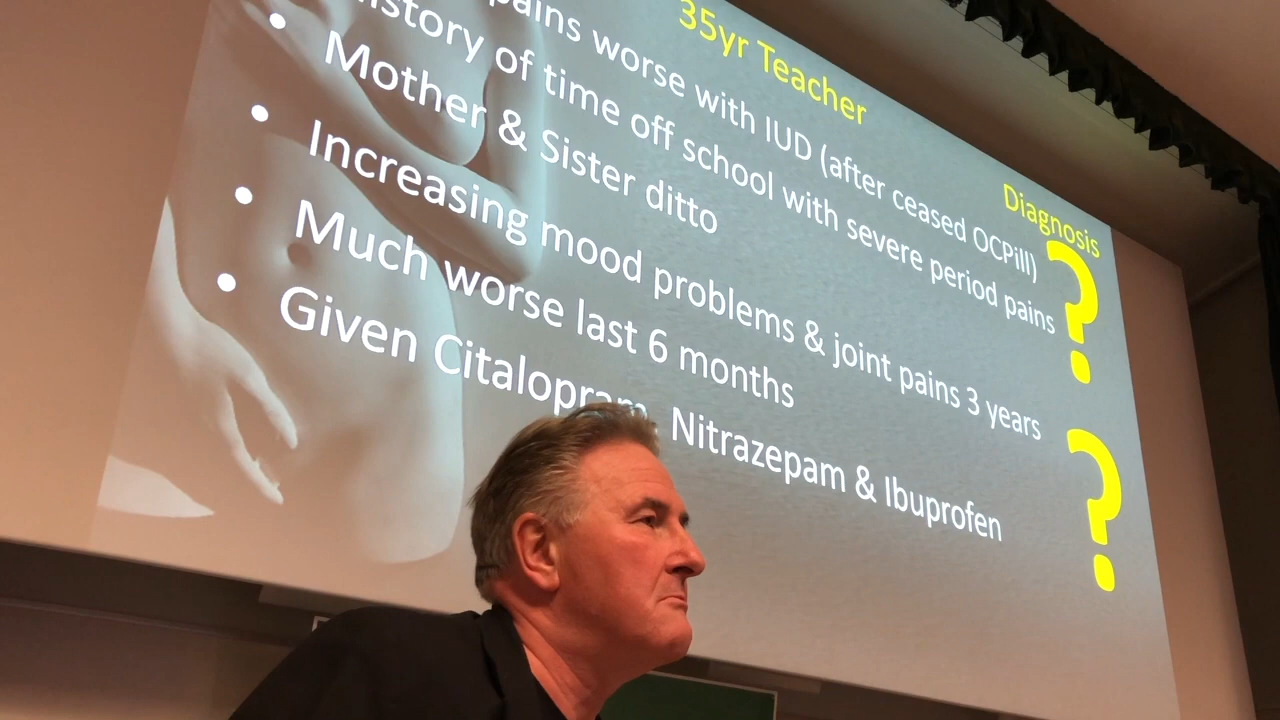 35yr Teacher
pains worse with IUD (after ceased OCPill)
History of time off school with severe period pains
Mother & Sister ditto
Increasing mood problems & joint pains 3 years
Much worse last 6 months
Given Citalopram, Nitrazepam & Ibuprofen
Diagnosis
?
?